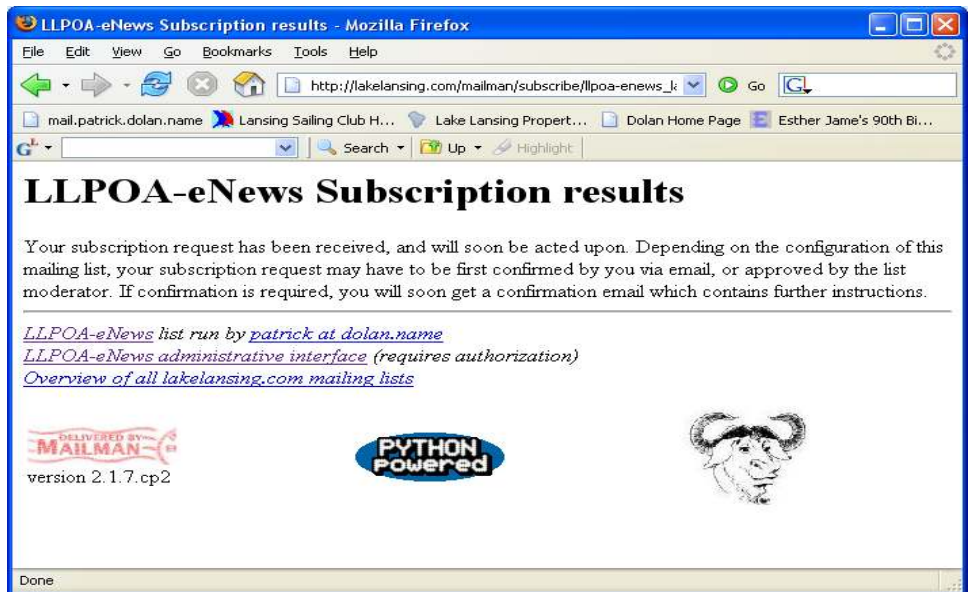 LLPOA-eNews Subscription results - Mozilla Firefox
File Edit View Go Bookmarks Tools Help
http://lakelansing.com/mailman/subscribe/llpoa-enews_l Go G
mail.patrick.dolan.name Lansing Sailing Club H... Lake Lansing Propert... Dolan Home Page E Esther Jame's 90th Bi...
G Search Up Highlight
LLPOA-eNews Subscription results
Your subscription request has been received, and will soon be acted upon. Depending on the configuration of this
mailing list, your subscription request may have to be first confirmed by you via email, or approved by the list
moderator. If confirmation is required, you will soon get a confirmation email which contains further instructions.
LLPOA-eNews list run by patrick at dolan.name
LLPOA-eNews administrative interface (requires authorization)
Overview of all lakelansing.com mailing lists
DELIVERED BY
MAILMAN
version 2.1.7.cp2
PYTHON
Powered
Done